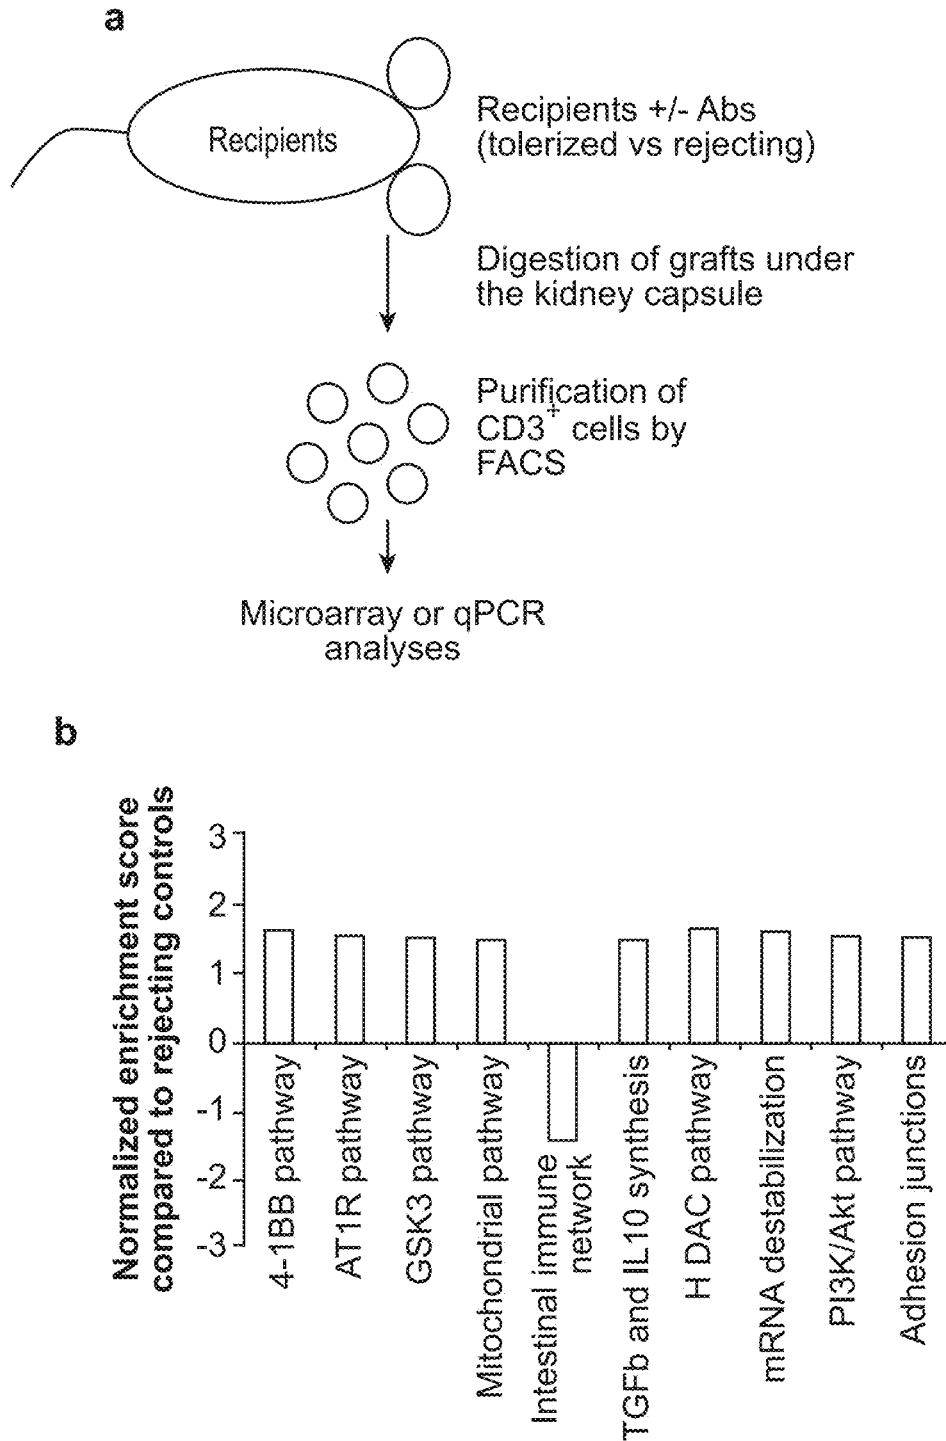 a
Recipients
Recipients +/- Abs
(tolerized vs rejecting)
Digestion of grafts under
the kidney capsule
Purification of
CD3+ cells by
FACS
Microarray or qPCR
analyses
b
Normalized enrichment score
compared to rejecting controls
3
2
1
0
-1
-2
-3
4-1BB pathway
AT1R pathway
GSK3 pathway
Mitochondrial pathway
Intestinal immune
network
TGFb and IL10 synthesis
H DAC pathway
mRNA destabilization
PI3K/Akt pathway
Adhesion junctions